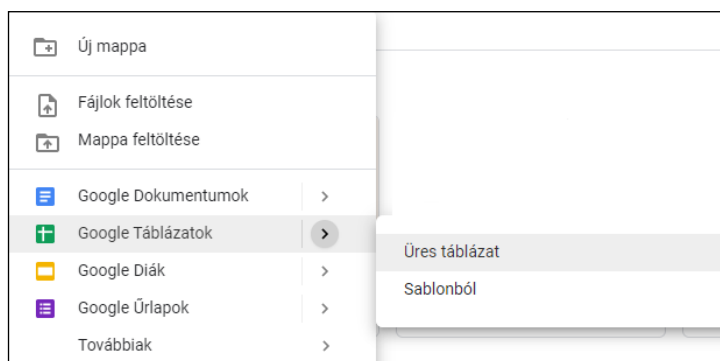 Új mappa
Fájlok feltöltése
Mappa feltöltése
Google Dokumentumok
Google Táblázatok
Üres táblázat
Google Diák
Sablonból
Google Űrlapok
Továbbiak